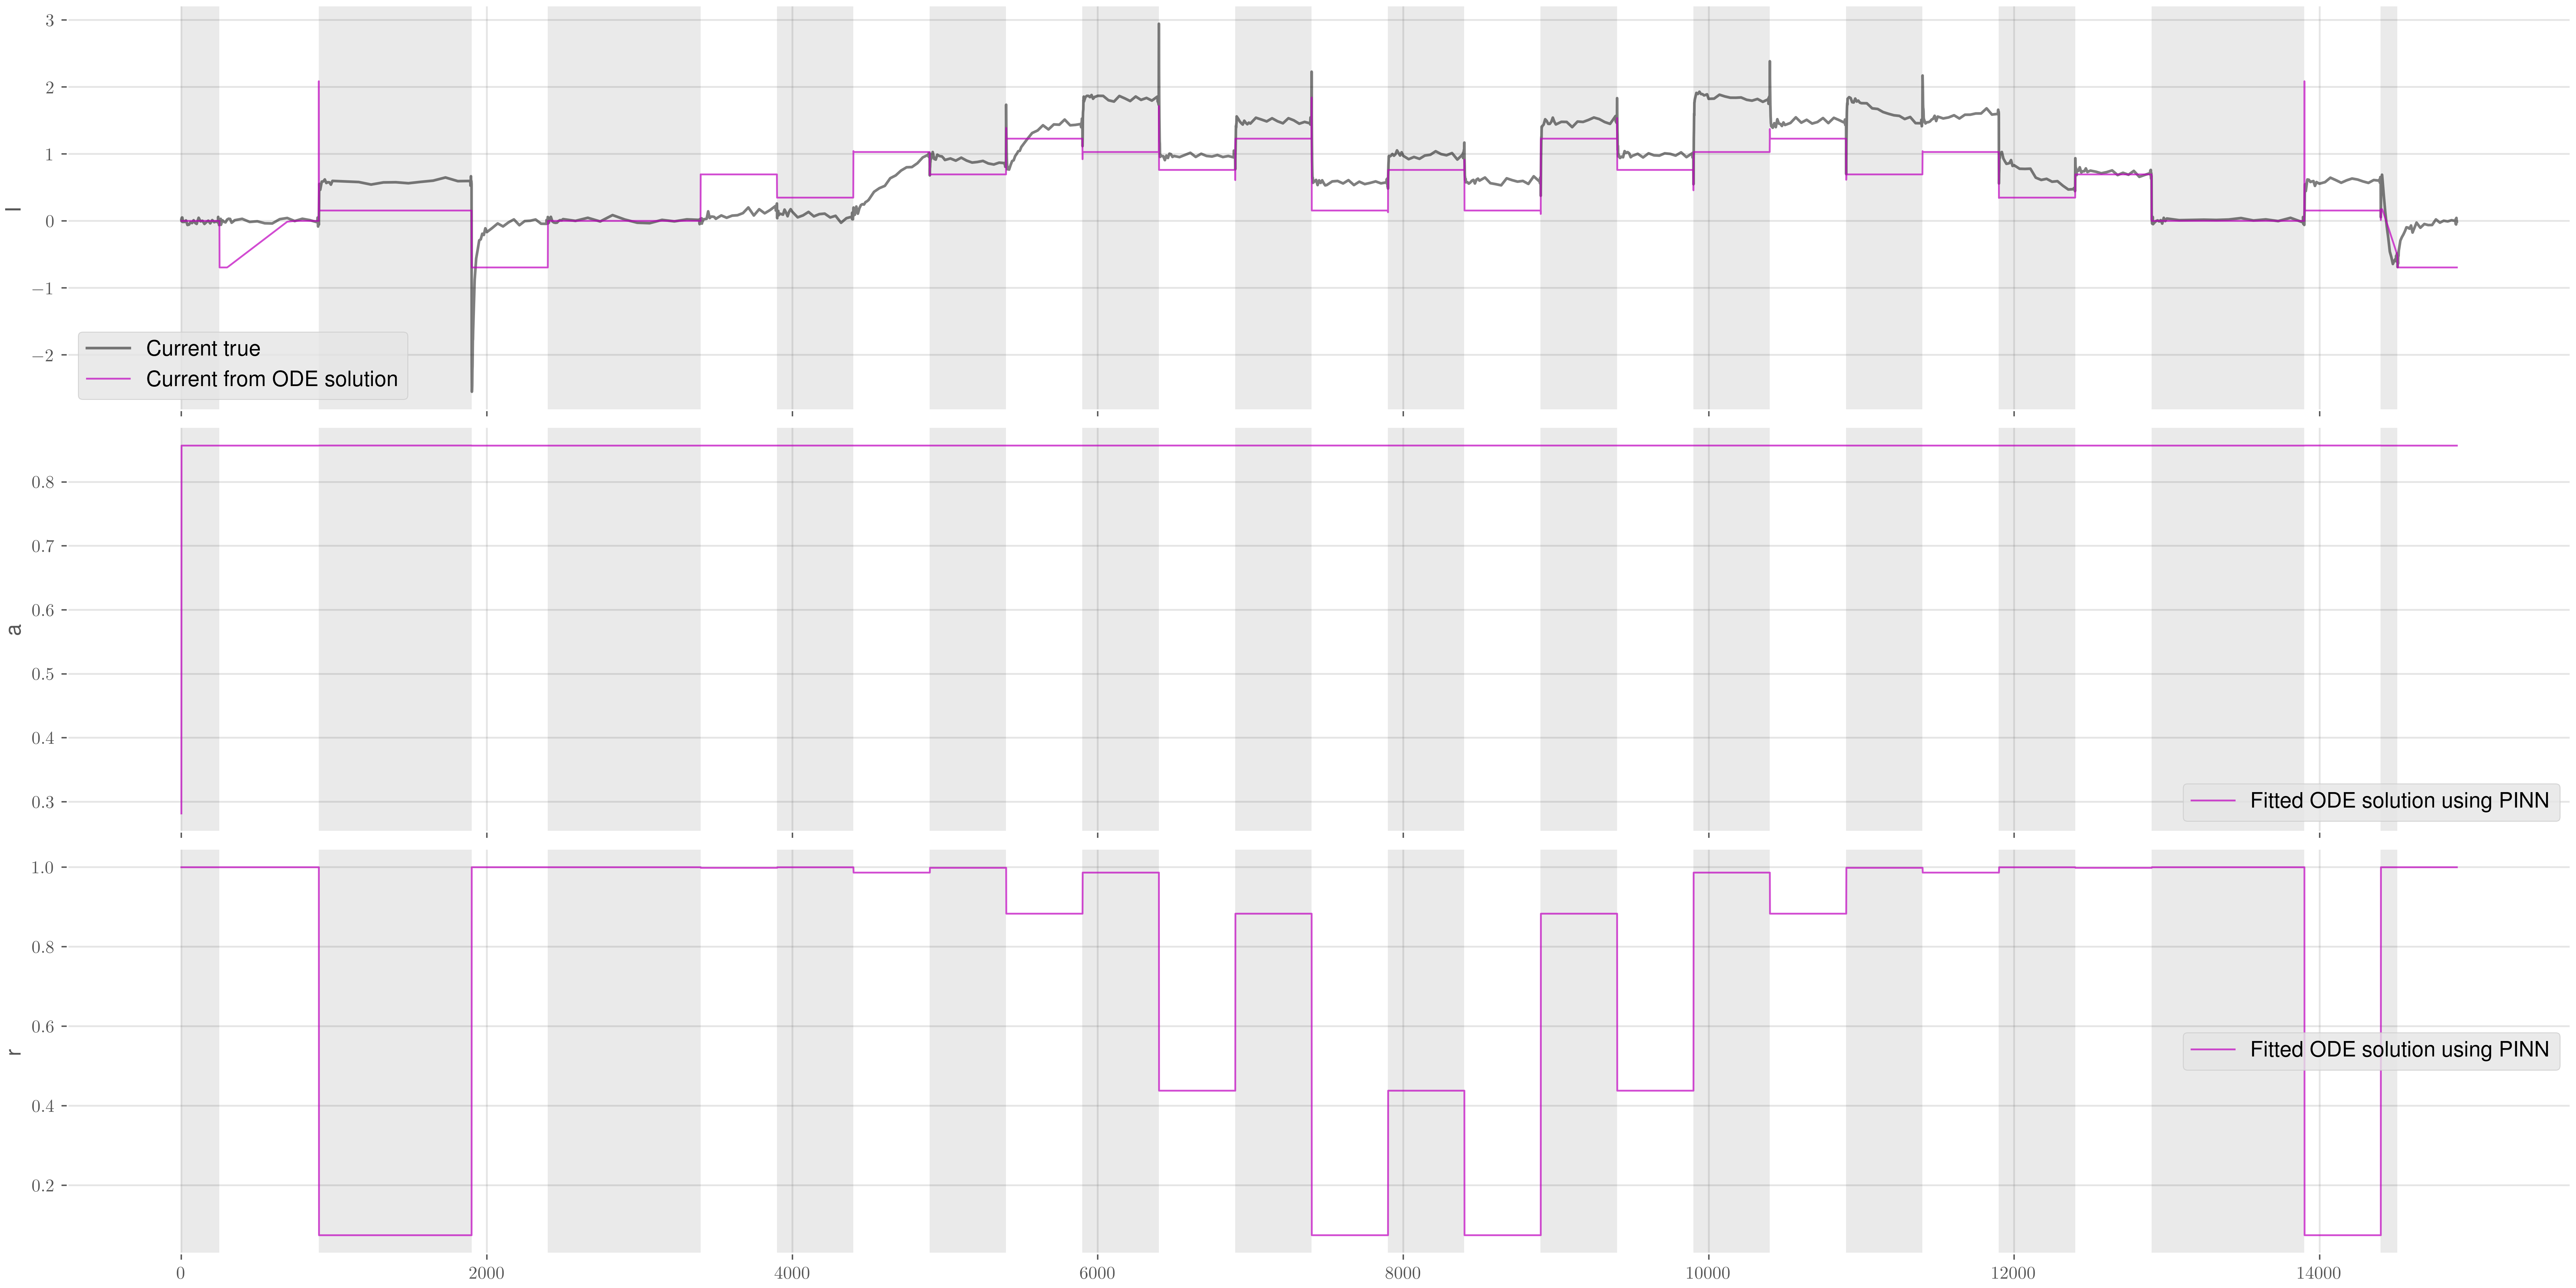 3
2
1
0
−1
−2
I
Current true
Current from ODE solution
0.8
0.7
0.6
0.5
0.4
0.3
a
Fitted ODE solution using PINN
1.0
0.8
0.6
0.4
0.2
r
Fitted ODE solution using PINN
0 2000 4000 6000 8000 10000 12000 14000